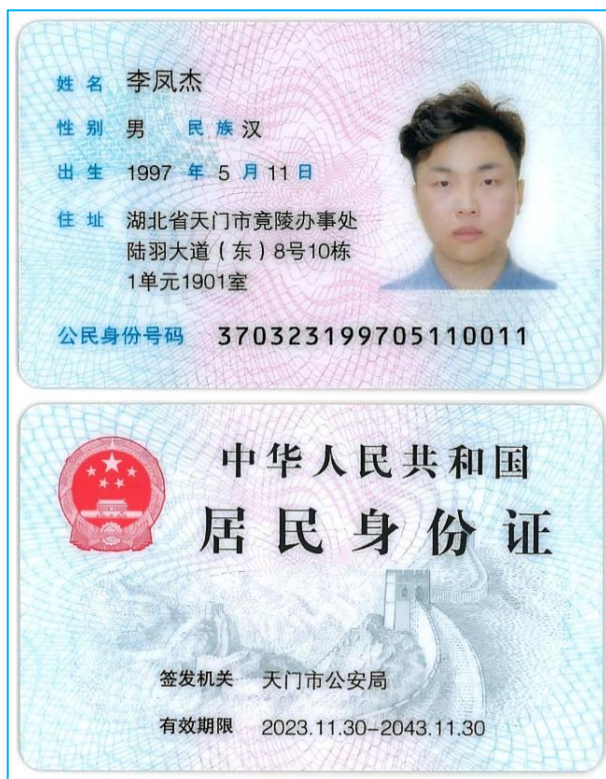 姓名 李凤杰
性别 男 民族 汉
出生 1997 年 5 月 11 日
住址 湖北省天门市竟陵办事处
陆羽大道（东）8号10栋
1单元1901室
公民身份号码 370323199705110011
中华人民共和国
居民身份证
签发机关 天门市公安局
有效期限 2023.11.30-2043.11.30